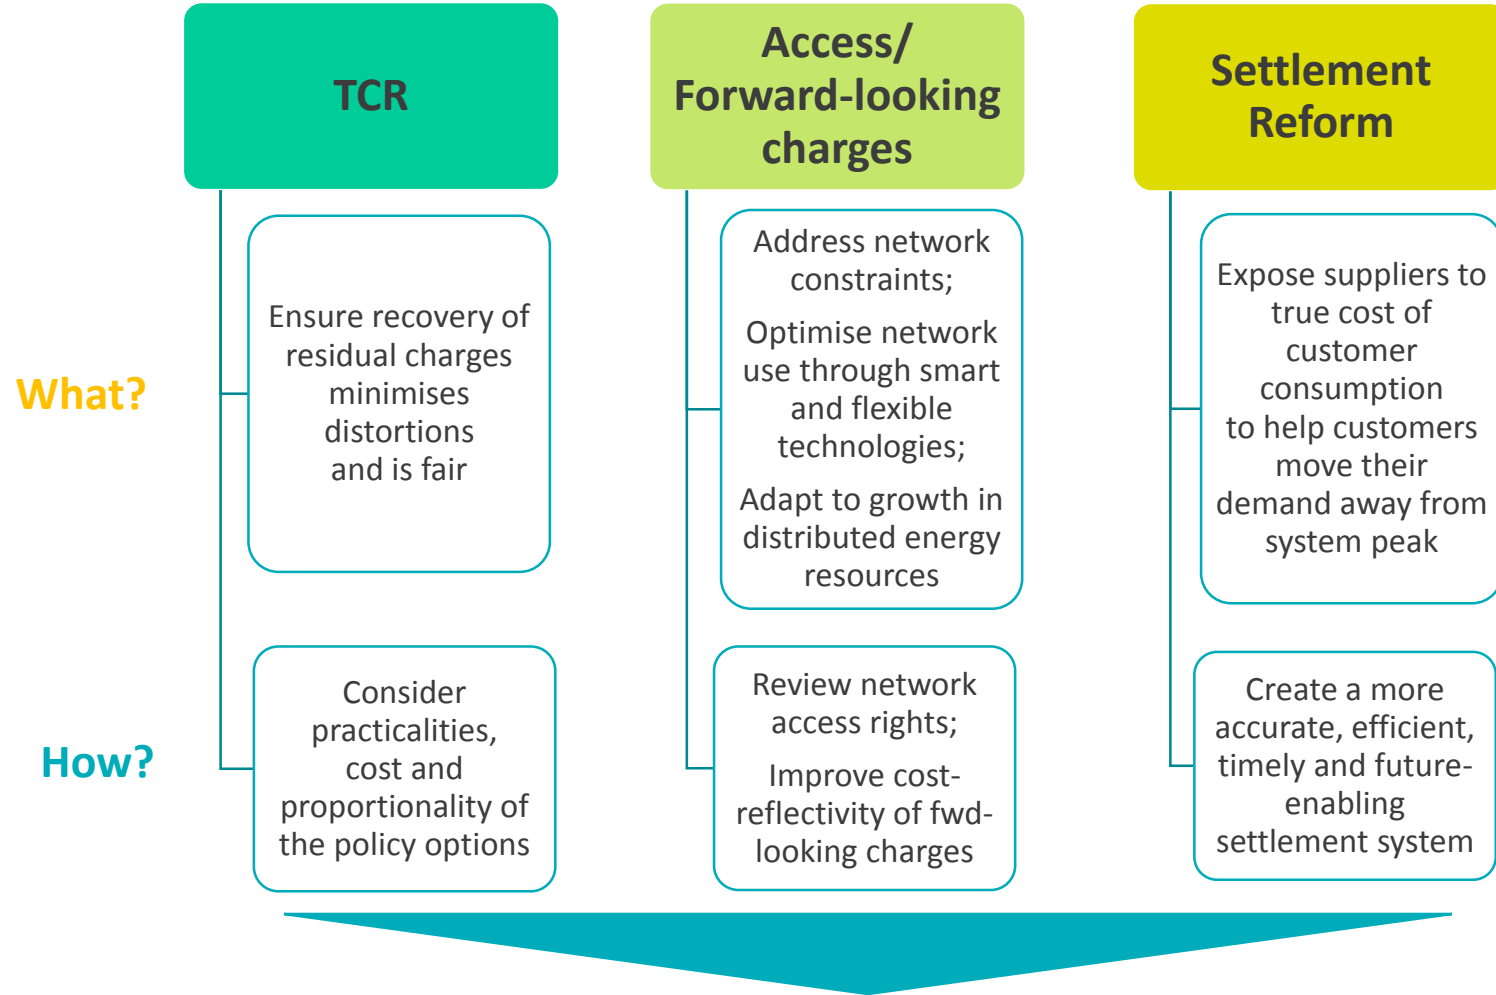 TCR
Access/
Forward-looking
charges
Settlement
Reform
What?
Ensure recovery of
residual charges
minimises
distortions
and is fair
Address network
constraints;
Optimise network
use through smart
and flexible
technologies;
Adapt to growth in
distributed energy
resources
Expose suppliers to
true cost of
customer
consumption
to help customers
move their
demand away from
system peak
How?
Consider
practicalities,
cost and
proportionality of
the policy options
Review network
access rights;
Improve cost-
reflectivity of fwd-
looking charges
Create a more
accurate, efficient,
timely and future-
enabling
settlement system